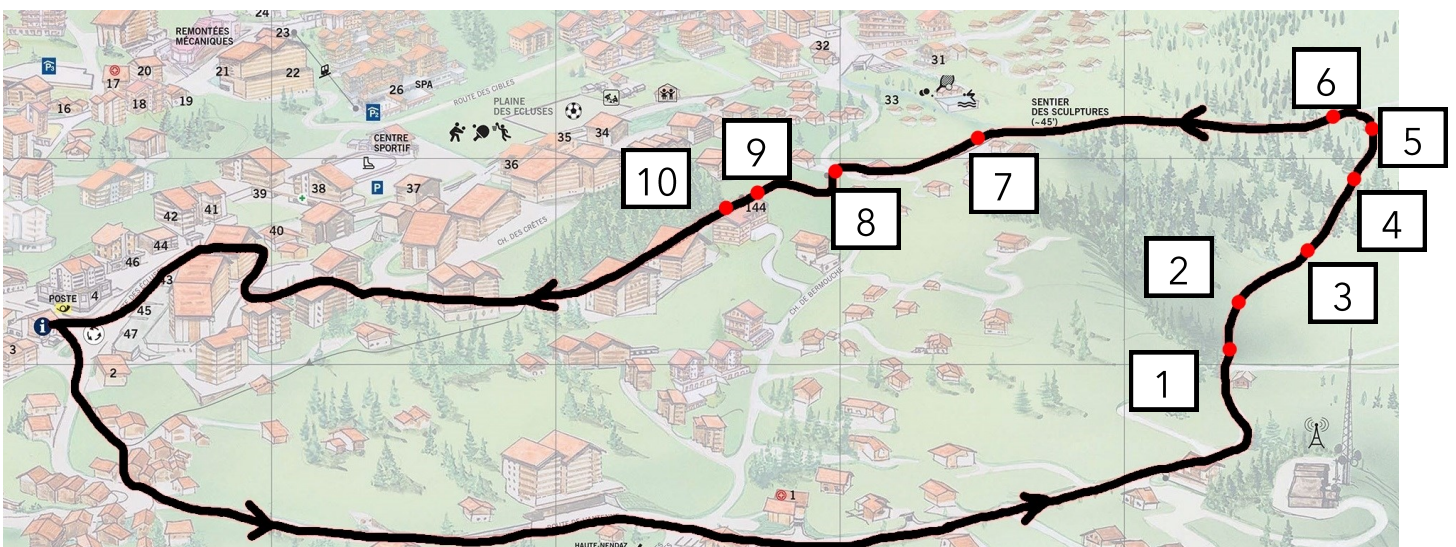 24
23
REMONTÉES
MÉCANIQUES
32
P3
20
17
21
22
31
SPA
26
18
19
16
ROUTE DES CIBLES
PLAINE
DES ECLUSES
33
P2
SENTIER
DES SCULPTURES
(~45')
6
5
CENTRE
SPORTIF
35
34
36
9
10
7
8
4
39
38
P
37
144
42
41
CH. DES CRÊTES
40
44
46
43
2
3
CH. DE BERMOUCHE
POSTE
4
45
i
47
3
2
1
1
HAUTE-NENDAZ